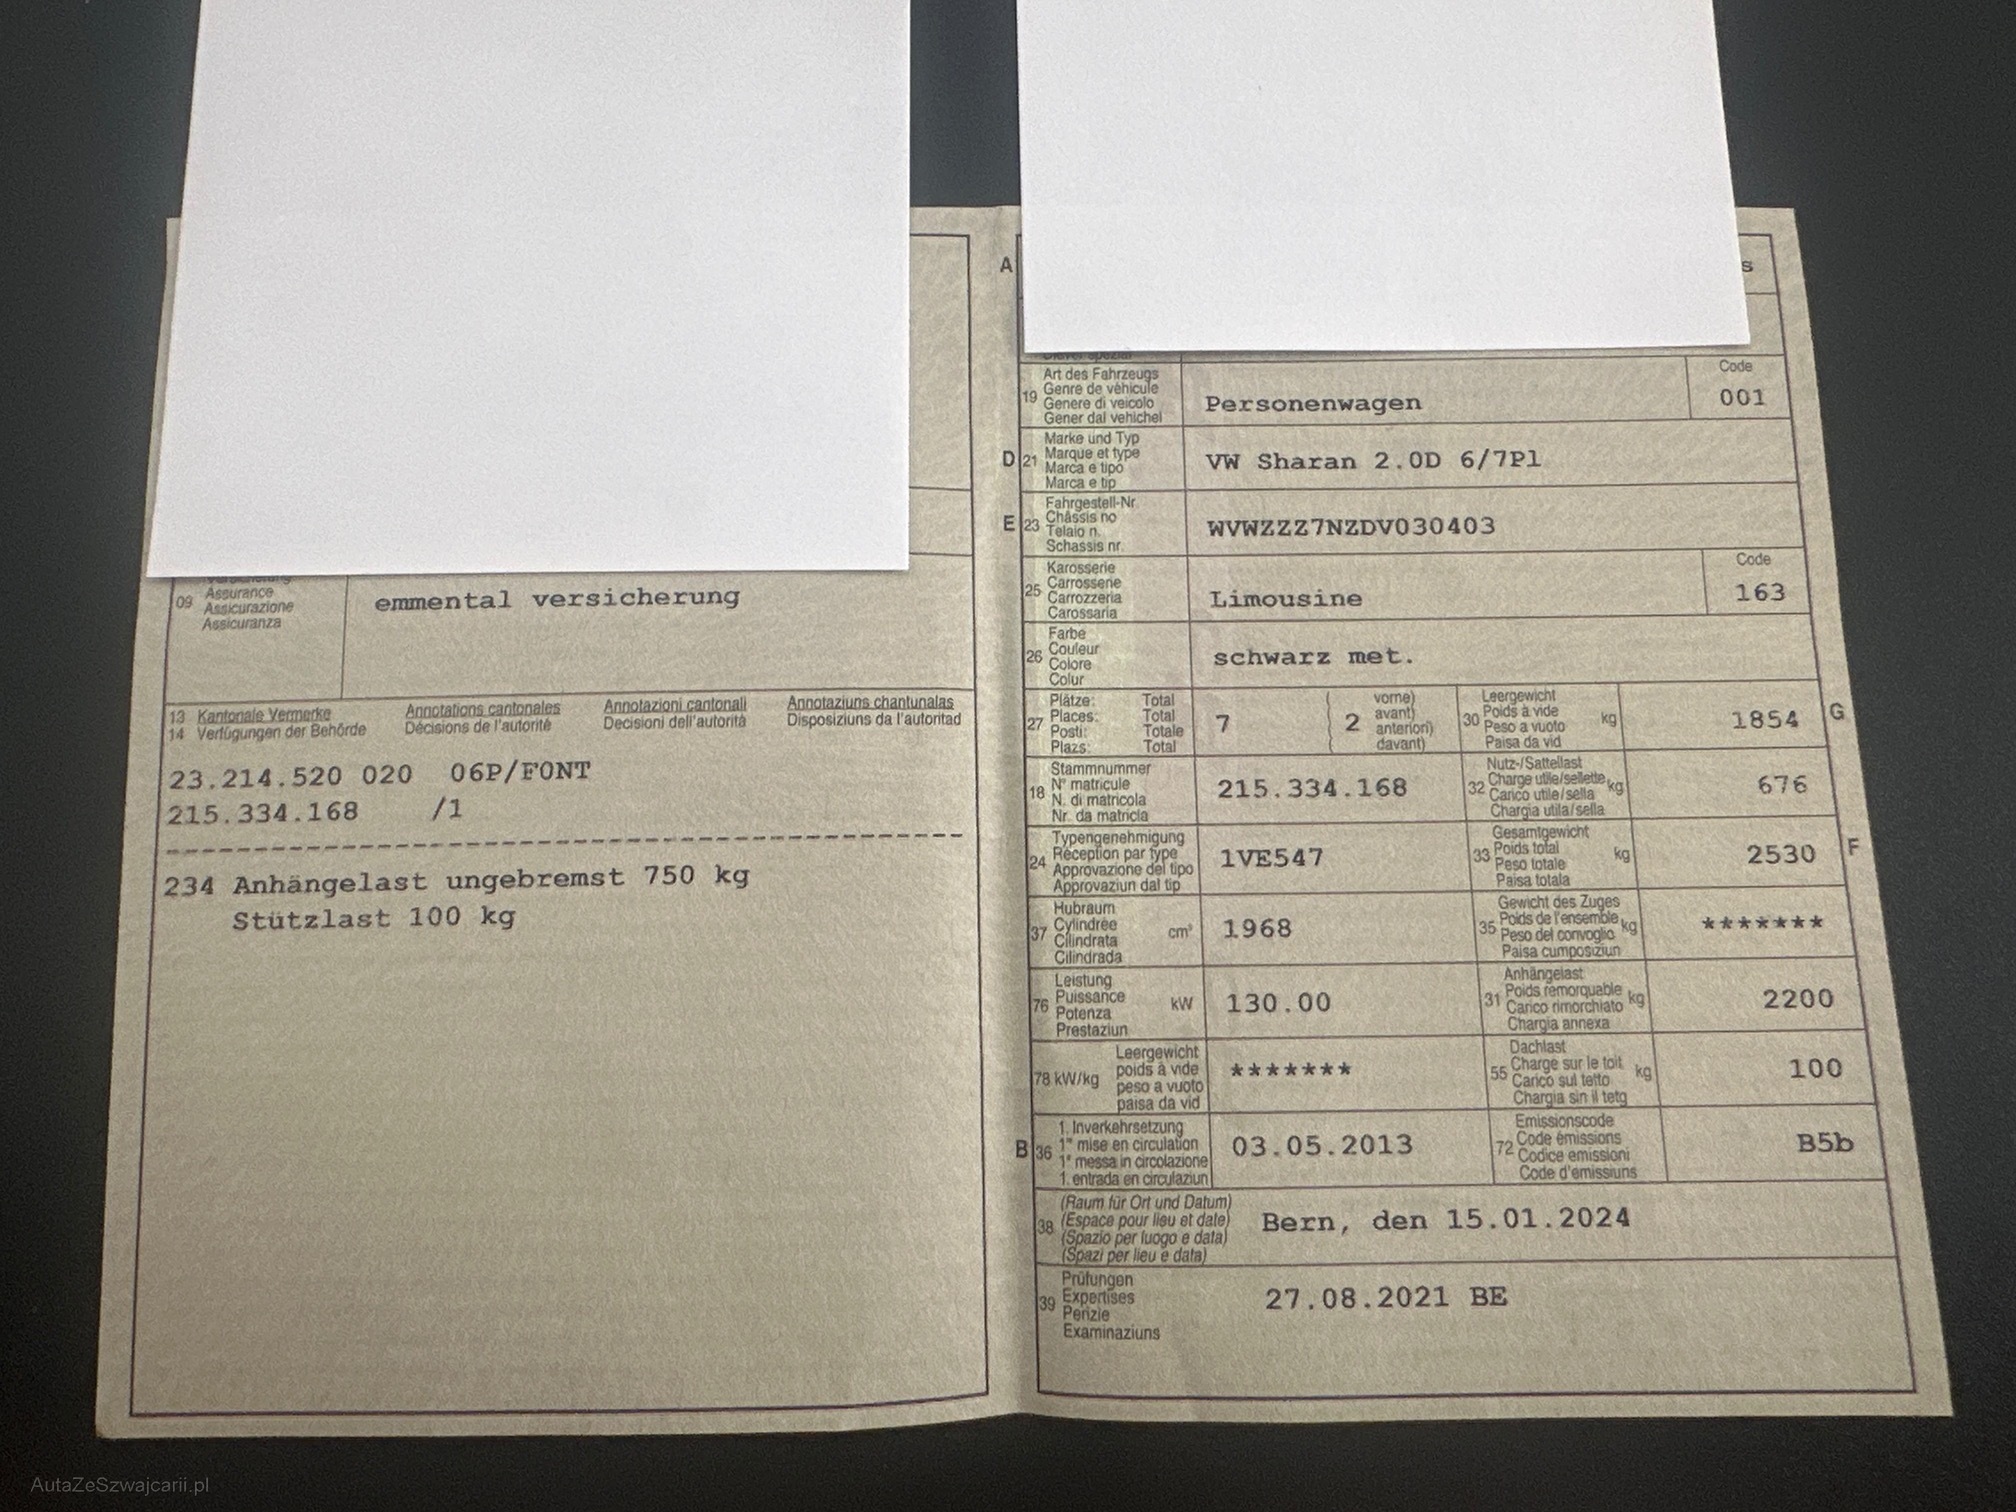 09
Assurance
Assicurazione
Assicuranza
emmental versicherung
13 Kantonale Vermerke
14 Verfügungen der Behörde
Annotations cantonales
Décisions de l'autorité
Annotazioni cantonali
Decisioni dell'autorità
Annotaziuns chantunalas
Disposiziuns da l'autoritad
23.214.520 020 06P/FONT
215.334.168 /1
234 Anhängelast ungebremst 750 kg
Stützlast 100 kg
A
s
19
Art des Fahrzeugs
Genre de véhicule
Genere di veicolo
Gener dal vehichel
Personenwagen
Code
001
D 21
Marke und Typ
Marque et type
Marca e tipo
Marca e tip
VW Sharan 2.0D 6/7Pl
E 23
Fahrgestell-Nr
Châssis no
Telaio n.
Schassis nr.
WVWZZZ7NZDV030403
25
Karosserie
Carrosserie
Carrozzeria
Carossaria
Limousine
Code
163
26
Farbe
Couleur
Colore
Colur
schwarz met.
27
Plätze: Total
Places: Total
Posti: Totale
Plazs: Total
7
( vorne)
2 avant)
anteriori)
( davant)
30
Leergewicht
Poids à vide kg
Peso a vuoto
Paisa da vid
1854
G
18
Stammnummer
N° matricule
N. di matricola
Nr. da matricla
215.334.168
32
Nutz-/Sattellast
Charge utile/sellette kg
Carico utile/sella
Chargia utila/sella
676
24
Typengenehmigung
Réception par type
Approvazione del tipo
Approvaziun dal tip
1VE547
33
Gesamtgewicht
Poids total kg
Peso totale
Paisa totala
2530
F
37
Hubraum
Cylindrée cm³
Cilindrata
Cilindrada
1968
35
Gewicht des Zuges
Poids de l'ensemble kg
Peso del convoglio
Paisa cumposiziun
*******
76
Leistung
Puissance kW
Potenza
Prestaziun
130.00
31
Anhängelast
Poids remorquable kg
Carico rimorchiato
Chargia annexa
2200
78 kW/kg
Leergewicht
poids à vide
peso a vuoto
paisa da vid
*******
55
Dachlast
Charge sur le toit kg
Carico sul tetto
Chargia sin il tetg
100
B 36
1. Inverkehrsetzung
1re mise en circulation
1a messa in circolazione
1. entrada en circulaziun
03.05.2013
72
Emissionscode
Code émissions
Codice emissioni
Code d'emissiuns
B5b
38
(Raum für Ort und Datum)
(Espace pour lieu et date)
(Spazio per luogo e data)
(Spazi per lieu e data)
Bern, den 15.01.2024
39
Prüfungen
Expertises
Perizie
Examinaziuns
27.08.2021 BE
AutaZeSzwajcarii.pl